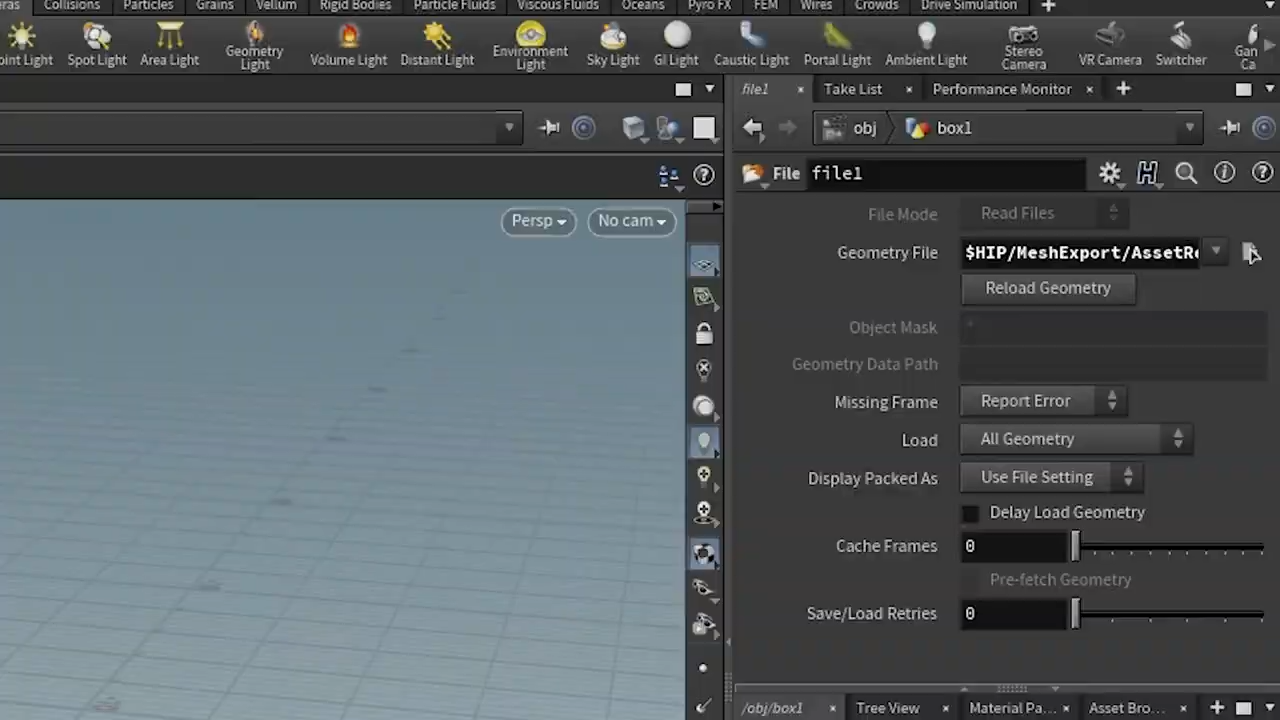 Collisions Particles Grains Vellum Rigid Bodies Particle Fluids Viscous Fluids Oceans Pyro FX FEM Wires Crowds Drive Simulation
Light Spot Light Area Light Geometry Light Volume Light Distant Light Environment Light Sky Light GI Light Caustic Light Portal Light Ambient Light Stereo Camera VR Camera Switcher
file1 Take List Performance Monitor
obj box1
File file1
Persp No cam
File Mode Read Files
Geometry File $HIP/MeshExport/AssetR
Reload Geometry
Object Mask *
Geometry Data Path
Missing Frame Report Error
Load All Geometry
Display Packed As Use File Setting
Delay Load Geometry
Cache Frames 0
Pre-fetch Geometry
Save/Load Retries 0
/obj/box1 Tree View Material Pa... Asset Bro...